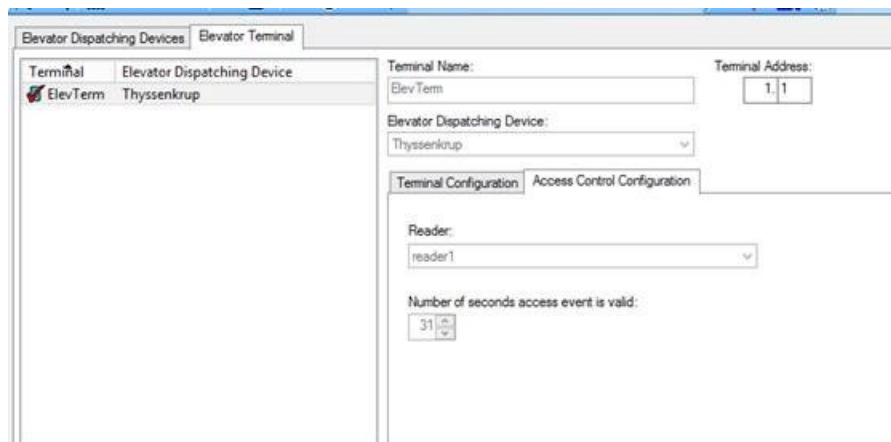 Elevator Dispatching Devices Elevator Terminal
Terminal Elevator Dispatching Device
ElevTerm Thyssenkrup
Terminal Name: Terminal Address:
ElevTerm 1. 1
Elevator Dispatching Device:
Thyssenkrup
Terminal Configuration Access Control Configuration
Reader:
reader1
Number of seconds access event is valid:
31